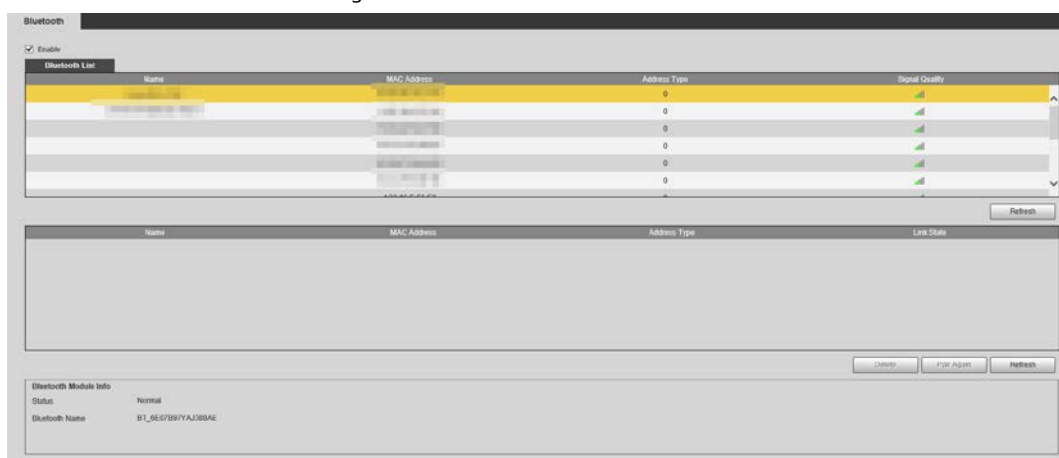 Bluetooth
Enable
Bluetooth List
Name MAC Address Address Type Signal Quality
0
0
0
0
0
0
Refresh
Name MAC Address Address Type Link State
Delete Pair Again Refresh
Bluetooth Module Info
Status Normal
Bluetooth Name BT_6E07B97YAJ388AE